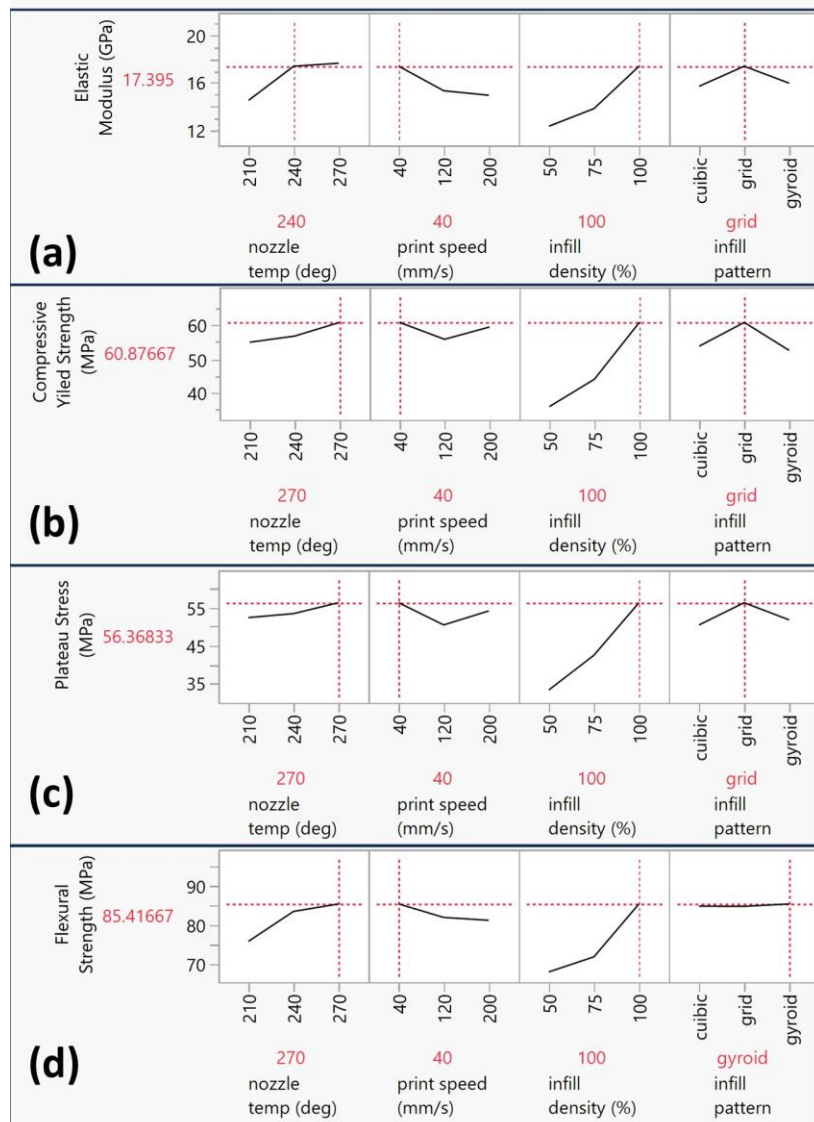 Elastic
Modulus (GPa)
17.395
20
16
12
210
240
270
40
120
200
50
75
100
cuibic
grid
gyroid
240
nozzle
temp (deg)
40
print speed
(mm/s)
100
infill
density (%)
grid
infill
pattern
(a)
Compressive
Yiled Strength
(MPa)
60.87667
60
50
40
210
240
270
40
120
200
50
75
100
cuibic
grid
gyroid
270
nozzle
temp (deg)
40
print speed
(mm/s)
100
infill
density (%)
grid
infill
pattern
(b)
Plateau Stress
(MPa)
56.36833
55
45
35
210
240
270
40
120
200
50
75
100
cuibic
grid
gyroid
270
nozzle
temp (deg)
40
print speed
(mm/s)
100
infill
density (%)
grid
infill
pattern
(c)
Flexural
Strength (MPa)
85.41667
90
80
70
210
240
270
40
120
200
50
75
100
cuibic
grid
gyroid
270
nozzle
temp (deg)
40
print speed
(mm/s)
100
infill
density (%)
gyroid
infill
pattern
(d)